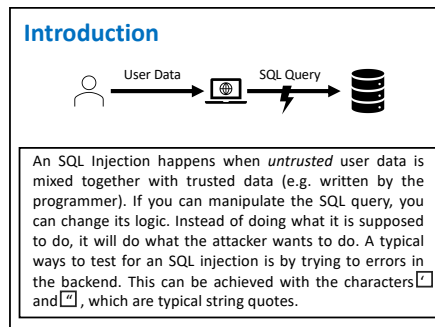 Introduction
User Data
SQL Query
An SQL Injection happens when untrusted user data is
mixed together with trusted data (e.g. written by the
programmer). If you can manipulate the SQL query, you
can change its logic. Instead of doing what it is supposed
to do, it will do what the attacker wants to do. A typical
ways to test for an SQL injection is by trying to errors in
the backend. This can be achieved with the characters ‘
and “ , which are typical string quotes.